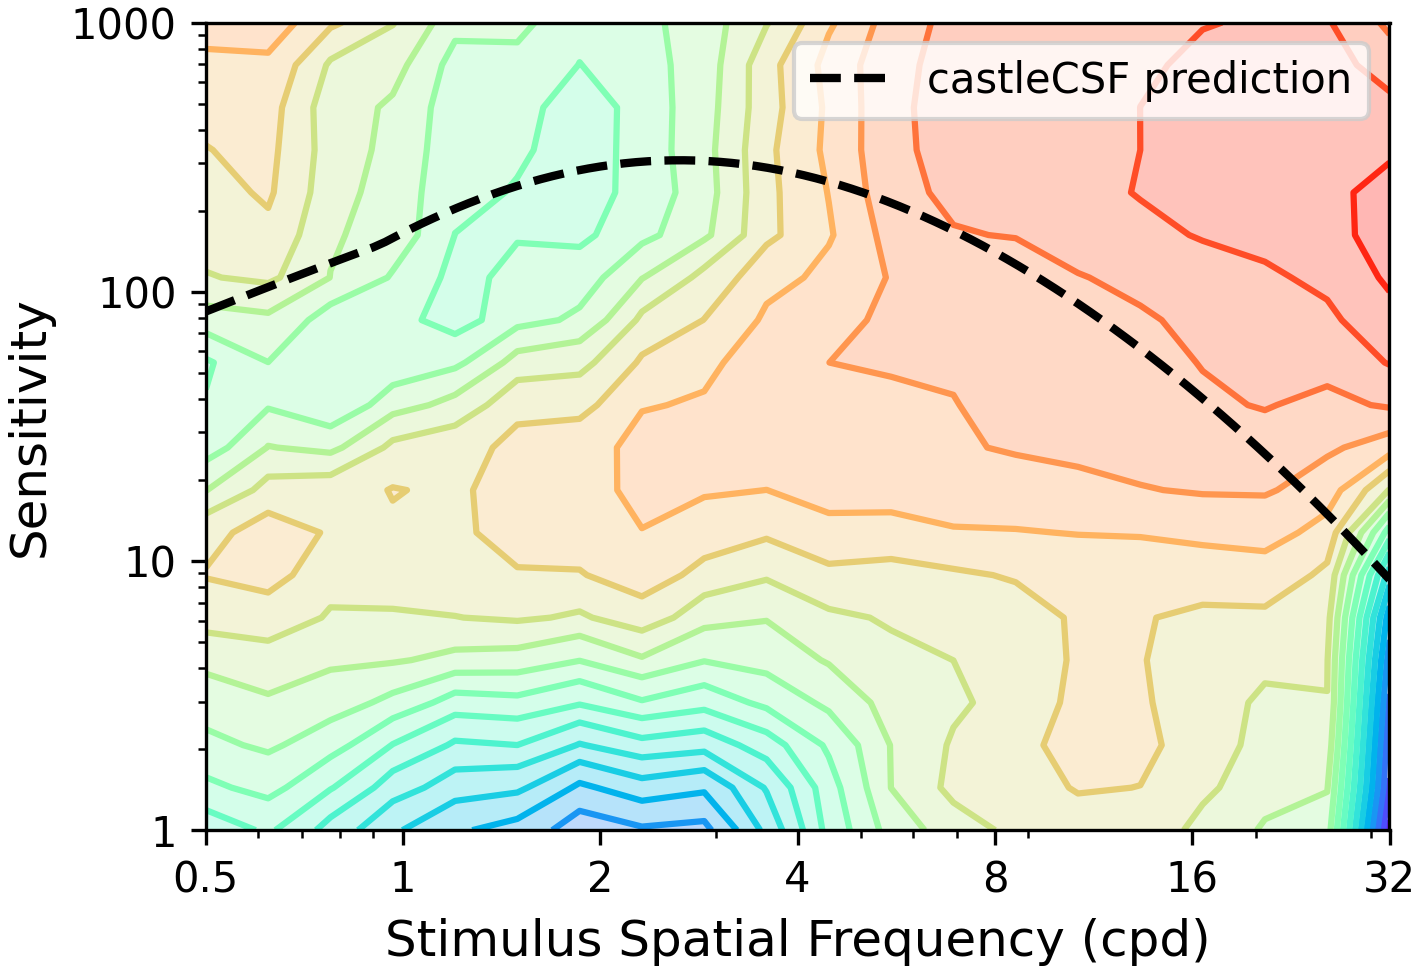 1000
castleCSF prediction
100
10
1
Sensitivity
0.5 1 2 4 8 16 32
Stimulus Spatial Frequency (cpd)